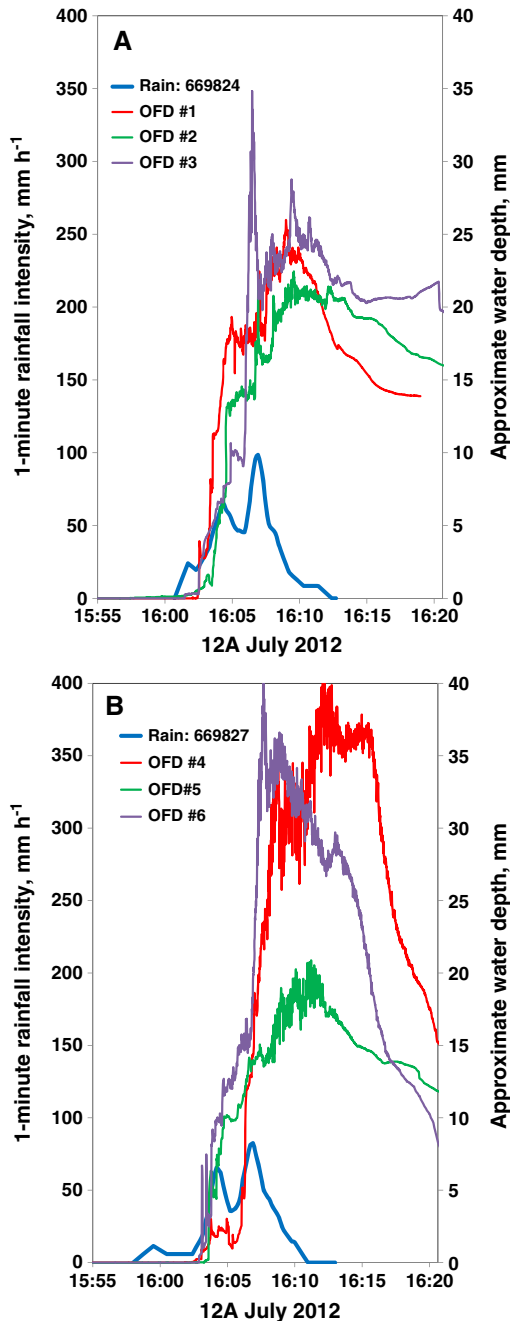 A
400
350
300
250
200
150
100
50
0
40
35
30
25
20
15
10
5
0
1-minute rainfall intensity, mm h⁻¹
Approximate water depth, mm
Rain: 669824
OFD #1
OFD #2
OFD #3
15:55 16:00 16:05 16:10 16:15 16:20
12A July 2012
B
400
350
300
250
200
150
100
50
0
40
35
30
25
20
15
10
5
0
1-minute rainfall intensity, mm h⁻¹
Approximate water depth, mm
Rain: 669827
OFD #4
OFD#5
OFD #6
15:55 16:00 16:05 16:10 16:15 16:20
12A July 2012